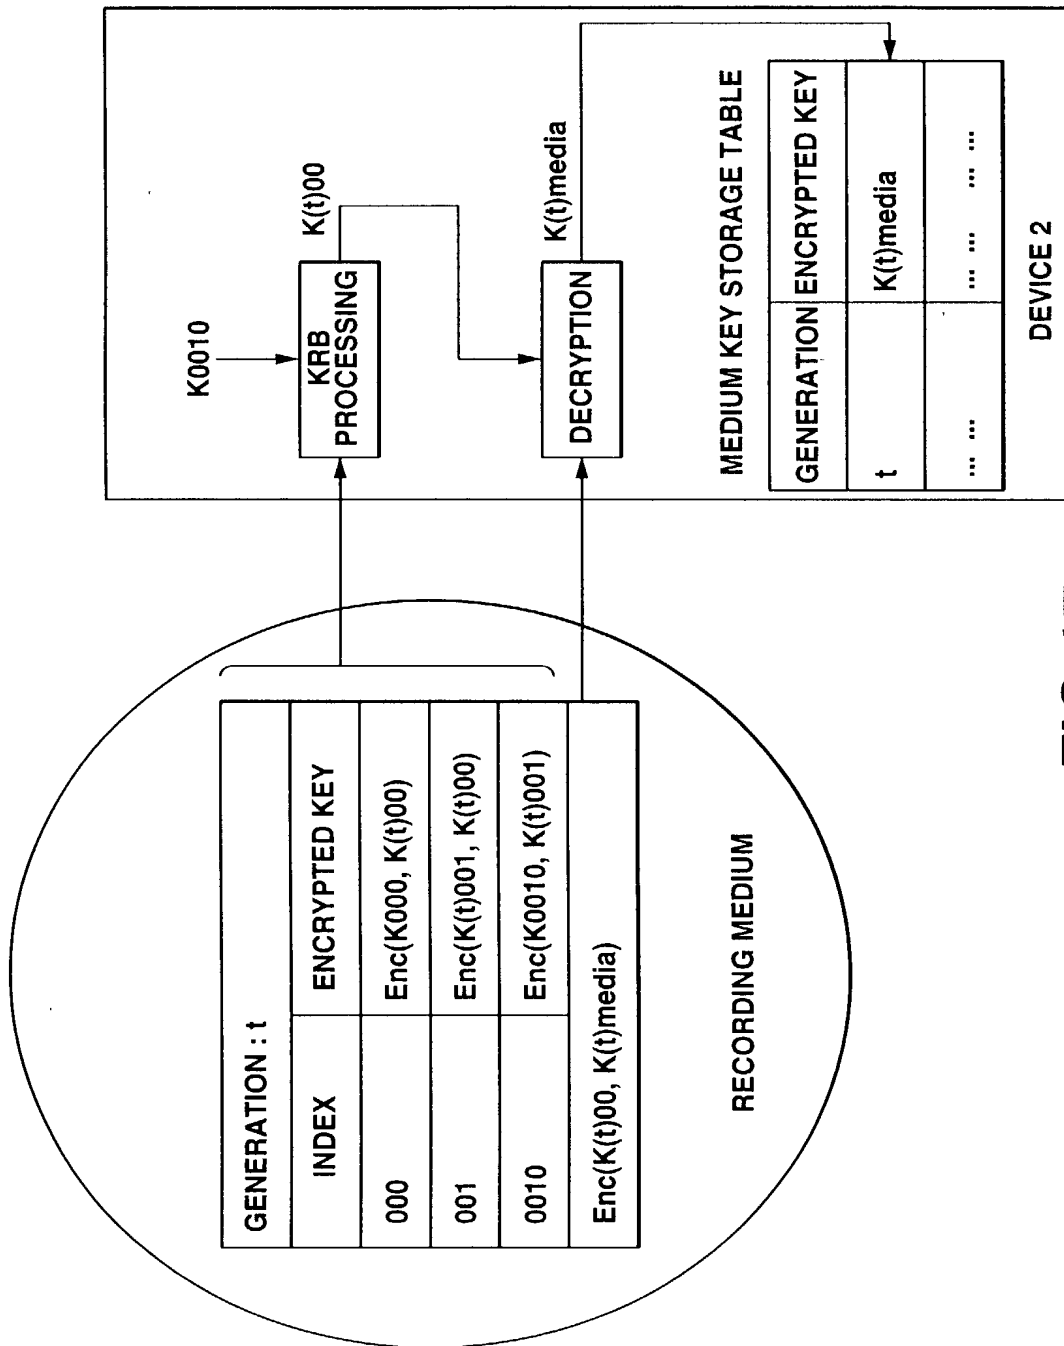 GENERATION : t
INDEX ENCRYPTED KEY
000 Enc(K000, K(t)00)
001 Enc(K(t)001, K(t)00)
0010 Enc(K0010, K(t)001)
Enc(K(t)00, K(t)media)
RECORDING MEDIUM
K0010
KRB
PROCESSING
K(t)00
DECRYPTION
K(t)media
MEDIUM KEY STORAGE TABLE
GENERATION ENCRYPTED KEY
t K(t)media
... ... ... ... ... ...
DEVICE 2